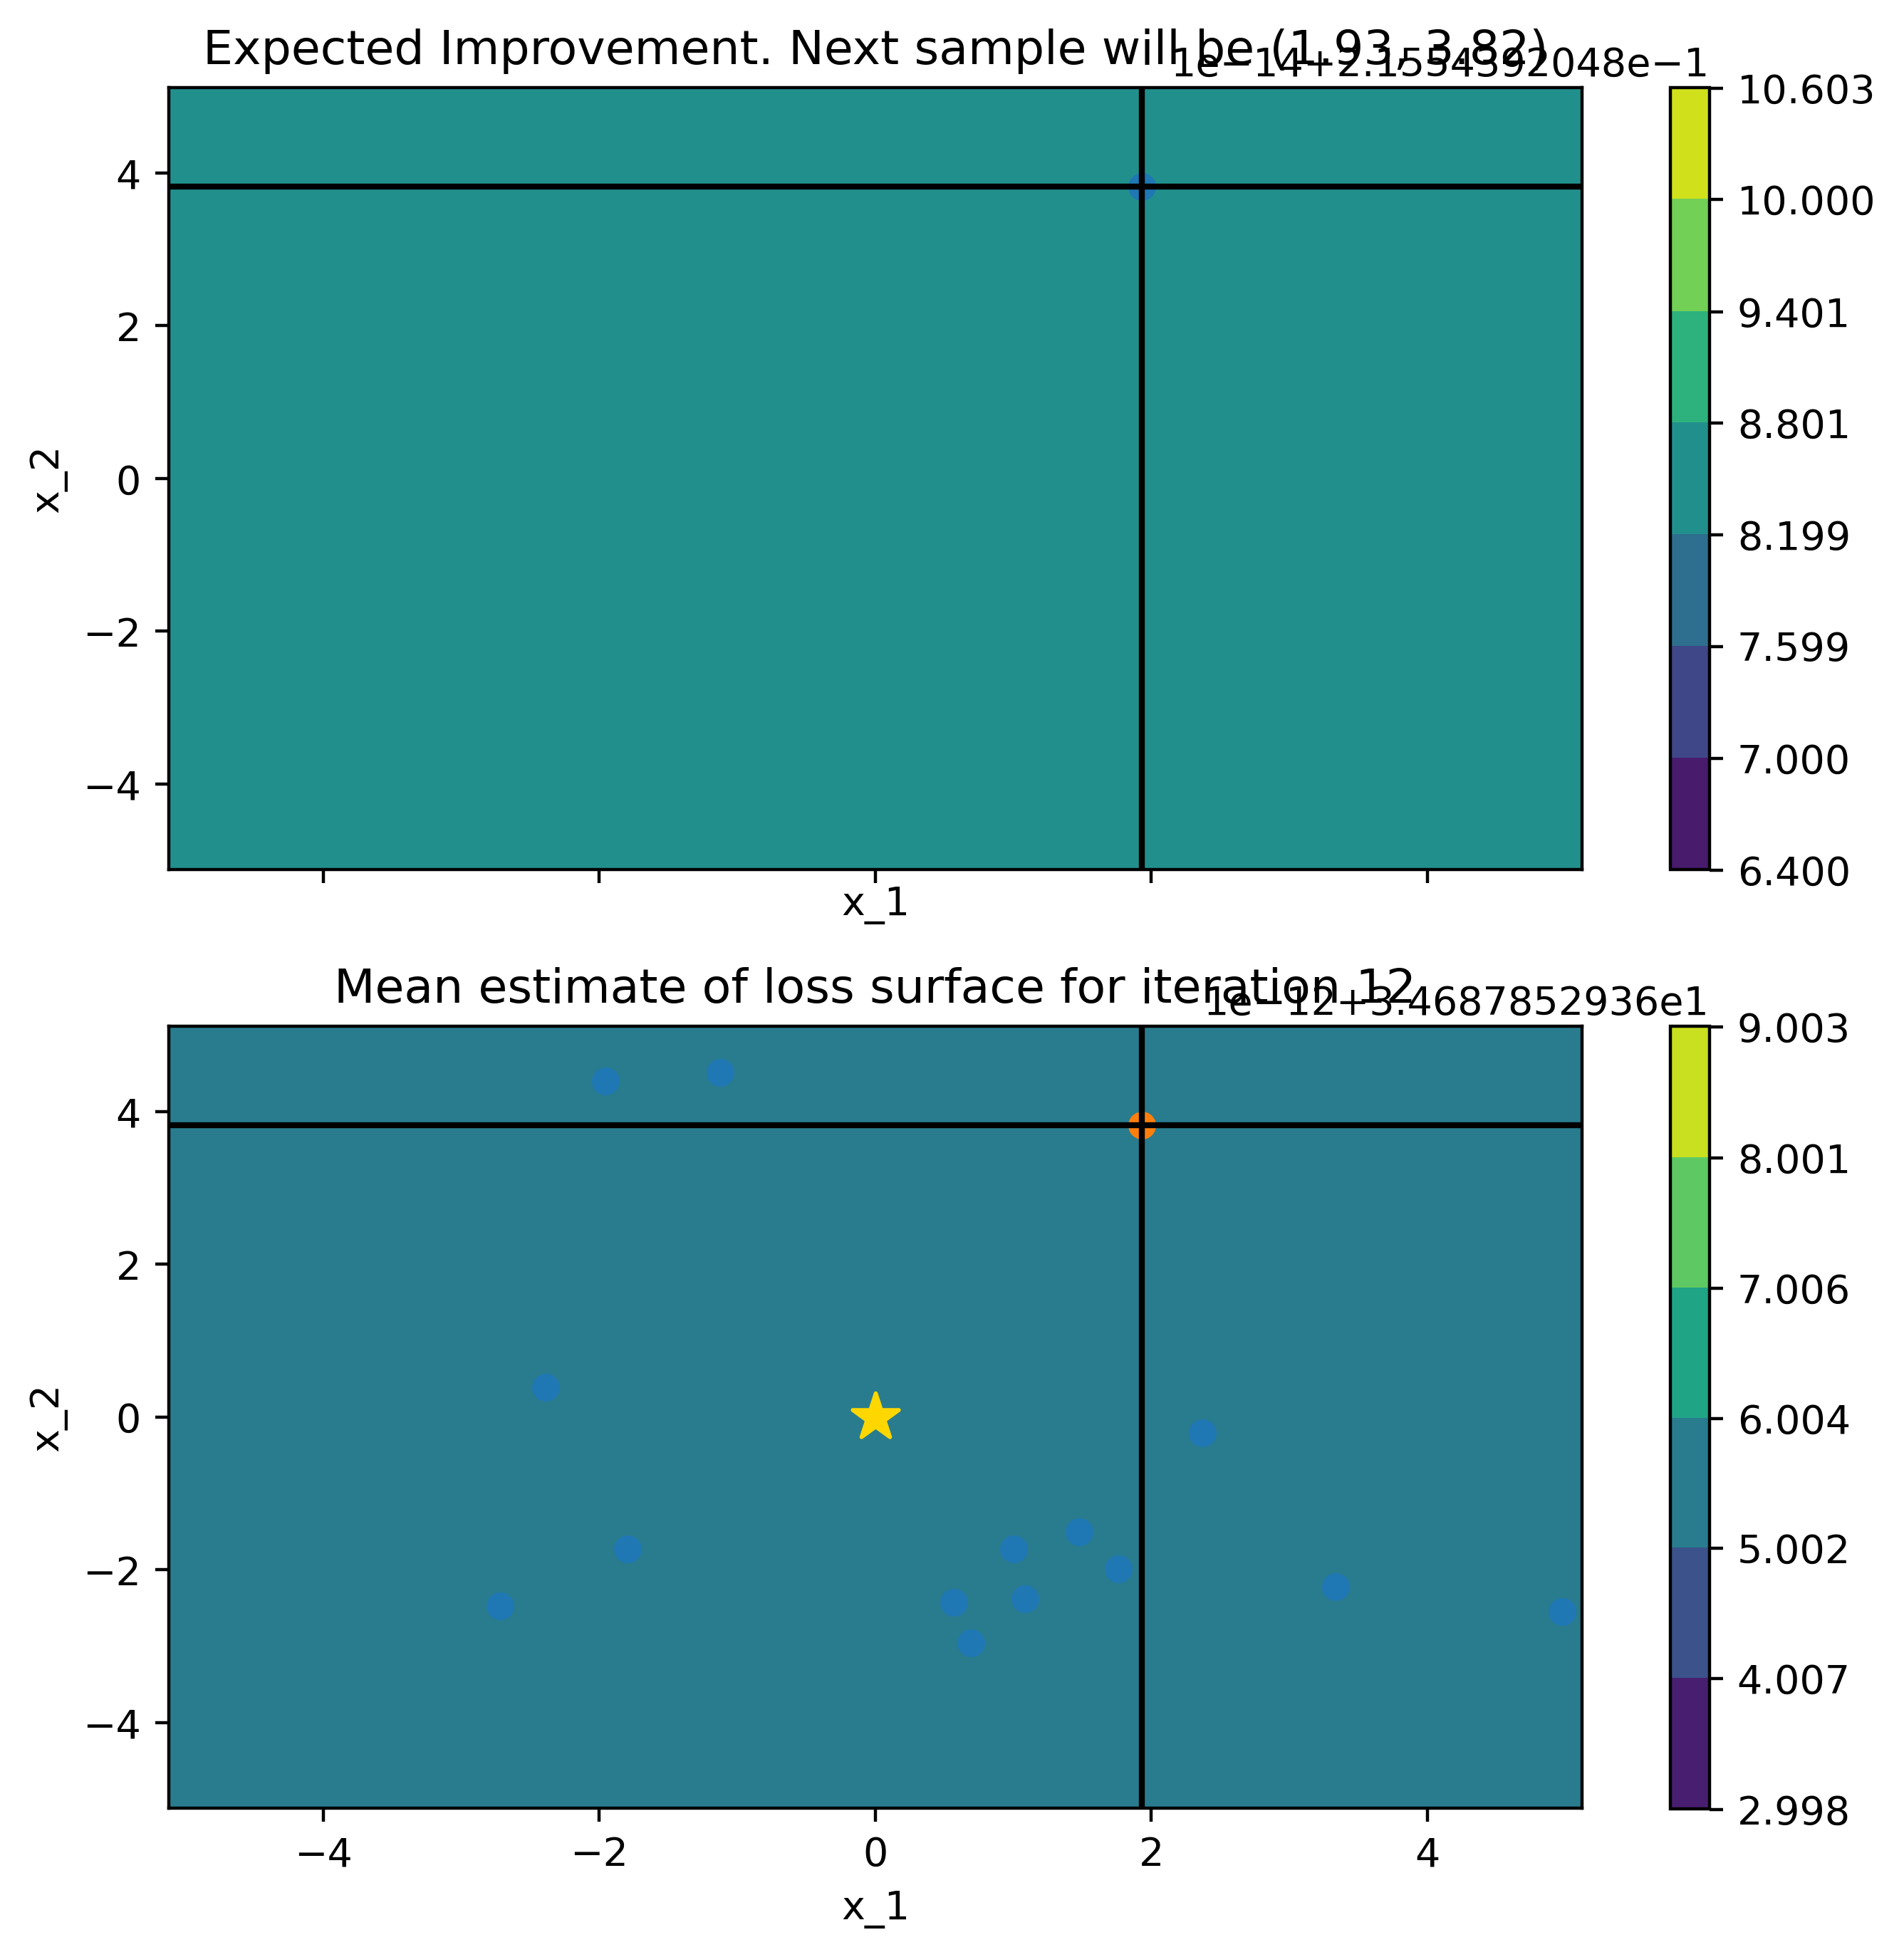 Expected Improvement. Next sample will be (1.93, 3.82)
1e−14+2.1554392048e−1
10.603
10.000
9.401
8.801
8.199
7.599
7.000
6.400
4
2
0
−2
−4
x_2
x_1
Mean estimate of loss surface for iteration 12
1e−12+3.4687852936e1
9.003
8.001
7.006
6.004
5.002
4.007
2.998
4
2
0
−2
−4
x_2
−4 −2 0 2 4
x_1